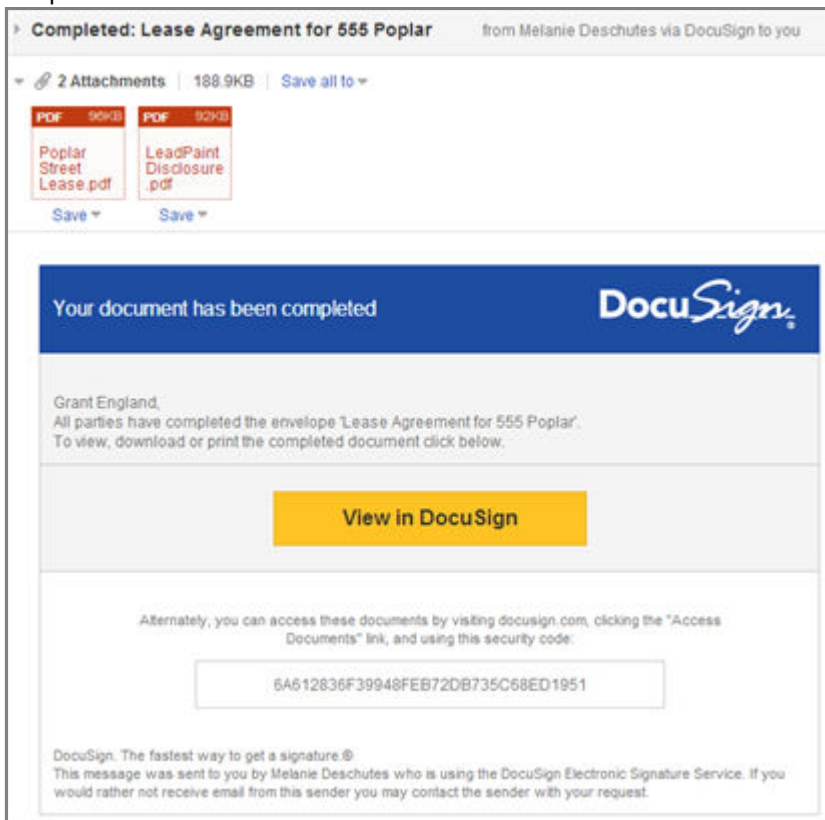 Completed: Lease Agreement for 555 Poplar from Melanie Deschutes via DocuSign to you
2 Attachments 188.9KB Save all to
PDF 96KB PDF 92KB
Poplar Street Lease.pdf
LeadPaint Disclosure .pdf
Save Save
Your document has been completed DocuSign®
Grant England,
All parties have completed the envelope 'Lease Agreement for 555 Poplar'.
To view, download or print the completed document click below.
View in DocuSign
Alternately, you can access these documents by visiting docusign.com, clicking the "Access
Documents" link, and using this security code:
6A612836F39948FEB72DB735C68ED1951
DocuSign. The fastest way to get a signature.®
This message was sent to you by Melanie Deschutes who is using the DocuSign Electronic Signature Service. If you
would rather not receive email from this sender you may contact the sender with your request.